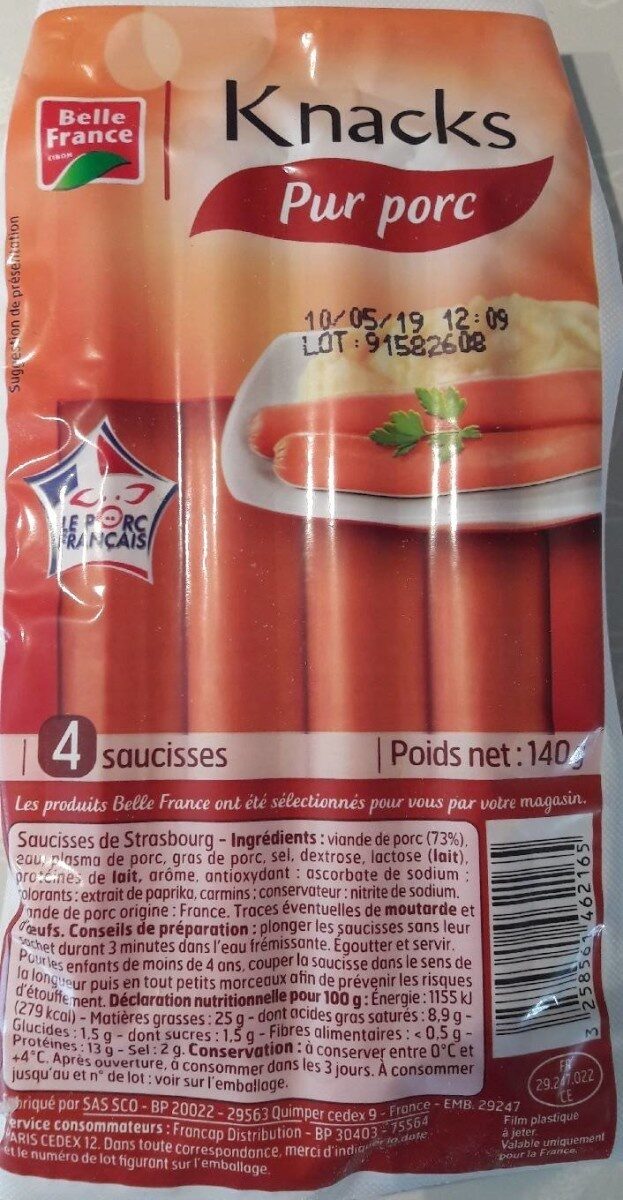 Belle
France
Knacks
Pur porc
Suggestion de présentation
10/05/19 12:09
LOT:91582608
LE PORC
FRANÇAIS
4 saucisses
Poids net : 140g
Les produits Belle France ont été sélectionnés pour vous par votre magasin.
Saucisses de Strasbourg - Ingrédients : viande de porc (73%),
eau, plasma de porc, gras de porc, sel, dextrose, lactose (lait),
protéines de lait, arôme, antioxydant : ascorbate de sodium ;
colorants : extrait de paprika, carmins ; conservateur : nitrite de sodium.
Viande de porc origine : France. Traces éventuelles de moutarde et
d'œufs. Conseils de préparation : plonger les saucisses sans leur
sachet durant 3 minutes dans l'eau frémissante. Égoutter et servir.
Pour les enfants de moins de 4 ans, couper la saucisse dans le sens de
la longueur puis en tout petits morceaux afin de prévenir les risques
d'étouffement. Déclaration nutritionnelle pour 100 g : Énergie : 1155 kJ
(279 kcal) - Matières grasses : 25 g - dont acides gras saturés : 8,9 g -
Glucides : 1,5 g - dont sucres : 1,5 g - Fibres alimentaires : < 0,5 g -
Protéines : 13 g - Sel : 2 g. Conservation : à conserver entre 0°C et
+4°C. Après ouverture, à consommer dans les 3 jours. À consommer
jusqu'au et n° de lot : voir sur l'emballage.
3 258561 462165
FR
29.247.022
CE
Fabriqué par SAS SCO - BP 20022 - 29563 Quimper cedex 9 - France - EMB. 29247
Service consommateurs : Francap Distribution - BP 30403 - 75564
PARIS CEDEX 12. Dans toute correspondance, merci d'indiquer la date
et le numéro de lot figurant sur l'emballage.
Film plastique
à jeter
Valable uniquement
pour la France